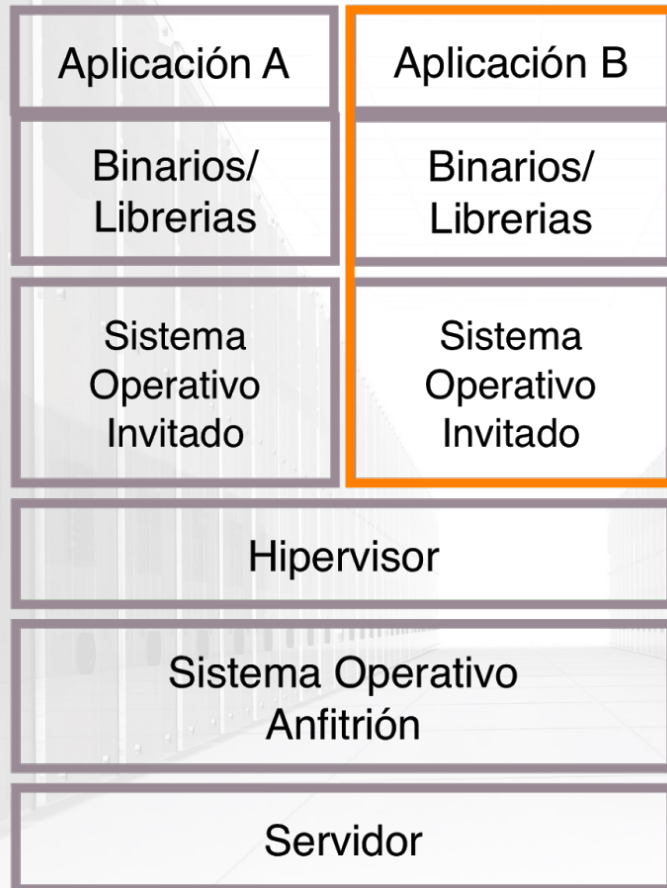 Aplicación A
Binarios/
Librerias
Sistema
Operativo
Invitado
Aplicación B
Binarios/
Librerias
Sistema
Operativo
Invitado
Hipervisor
Sistema Operativo
Anfitrión
Servidor